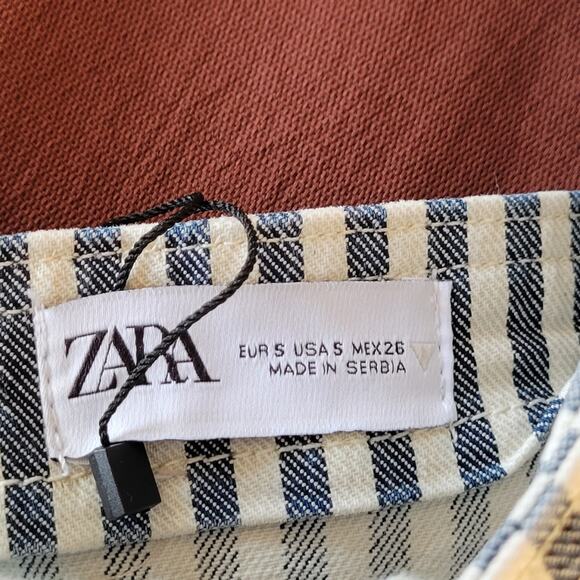 ZARA
EUR S USA S MEX 26
MADE IN SERBIA